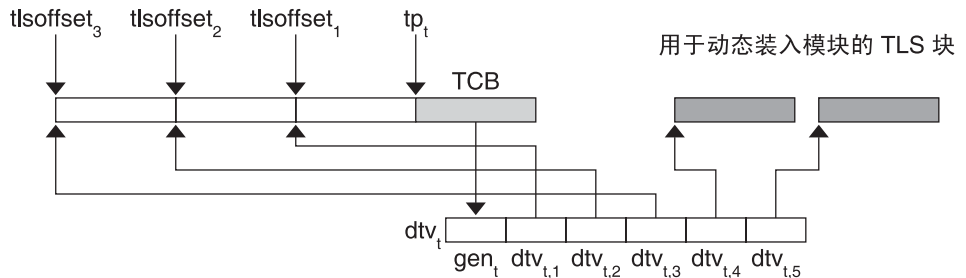 tlsoffset₃ tlsoffset₂ tlsoffset₁ tpₜ
用于动态装入模块的 TLS 块
TCB
dtvₜ
genₜ dtvₜ,₁ dtvₜ,₂ dtvₜ,₃ dtvₜ,₄ dtvₜ,₅